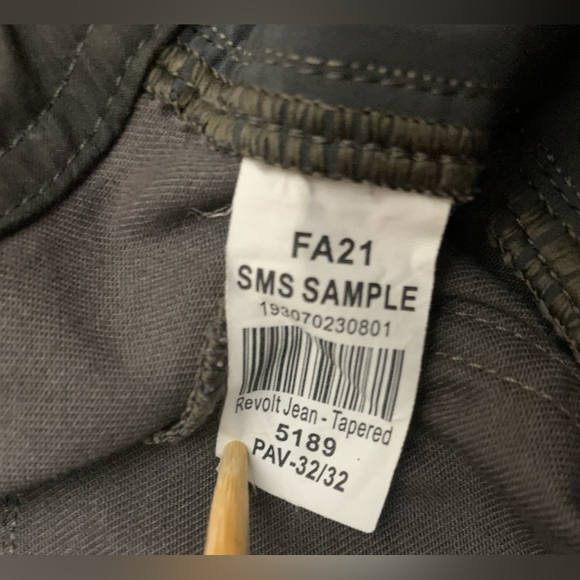 FA21
SMS SAMPLE
193070230801
Revolt Jean - Tapered
5189
PAV-32/32